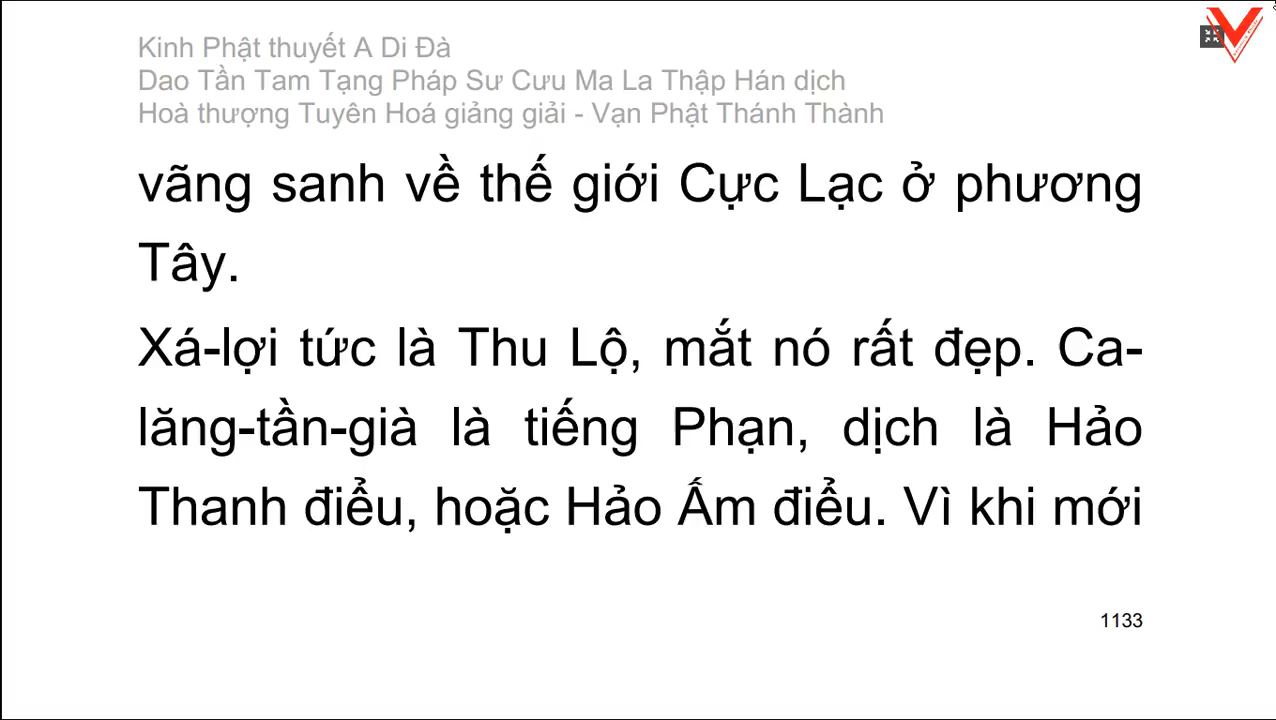 Kinh Phật thuyết A Di Đà
Dao Tần Tam Tạng Pháp Sư Cưu Ma La Thập Hán dịch
Hoà thượng Tuyên Hoá giảng giải - Vạn Phật Thánh Thành
vãng sanh về thế giới Cực Lạc ở phương
Tây.
Xá-lợi tức là Thu Lộ, mắt nó rất đẹp. Ca-
lăng-tần-già là tiếng Phạn, dịch là Hảo
Thanh điểu, hoặc Hảo Ấm điểu. Vì khi mới
1133